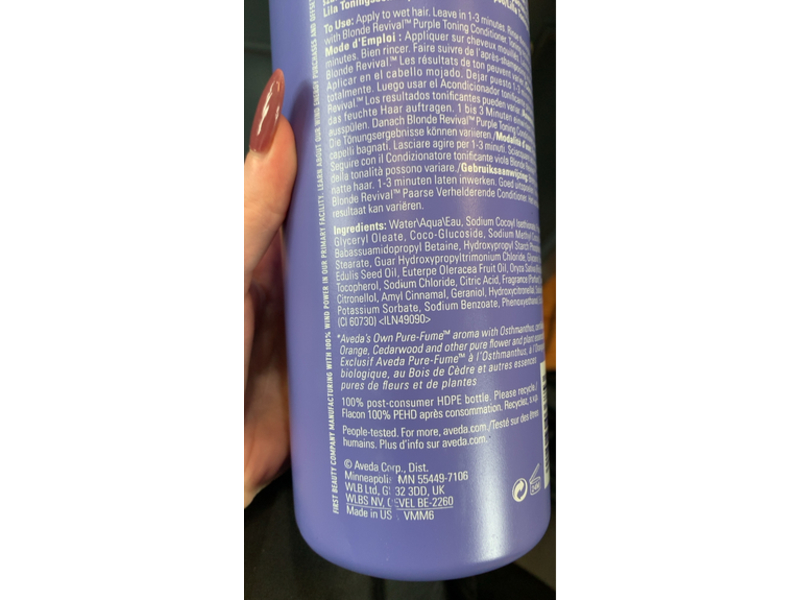 Lila Toning
To Use: Apply to wet hair. Leave in 1-3 minutes.
with Blonde Revival™ Purple Toning Conditioner.
Mode d'Emploi : Appliquer sur cheveux
minutes. Bien rincer. Faire suivre de l'après-shampooing
Blonde Revival™ Les résultats de ton peuvent varier.
Aplicar en el cabello mojado. Dejar puesto 1-3
totalmente. Luego usar el Acondicionador tonificante
Revival™ Los resultados tonificantes pueden variar.
das feuchte Haar auftragen. 1 bis 3 Minuten
ausspülen. Danach Blonde Revival™ Purple Toning
Die Tönungsergebnisse können variieren./Modalità d'uso:
capelli bagnati. Lasciare agire per 1-3 minuti.
Seguire con il Condizionatore tonificante viola Blonde
della tonalità possono variare./Gebruiksaanwijzing:
natte haar. 1-3 minuten laten inwerken. Goed
Blonde Revival™ Paarse Verhelderende Conditioner. Het
resultaat kan variëren.
Ingredients: Water\Aqua\Eau, Sodium Cocoyl Isethionate,
Glyceryl Oleate, Coco-Glucoside, Sodium Methyl
Babassuamidopropyl Betaine, Hydroxypropyl Starch
Stearate, Guar Hydroxypropyltrimonium Chloride,
Edulis Seed Oil, Euterpe Oleracea Fruit Oil, Oryza Sativa
Tocopherol, Sodium Chloride, Citric Acid, Fragrance
Citronellol, Amyl Cinnamal, Geraniol, Hydroxycitronellal,
Potassium Sorbate, Sodium Benzoate, Phenoxyethanol,
(CI 60730) <ILN49090>
*Aveda's Own Pure-Fume™ aroma with Osthmanthus,
Orange, Cedarwood and other pure flower and plant
Exclusif Aveda Pure-Fume™ à l'Osthmanthus, à l'
biologique, au Bois de Cèdre et autres essences
pures de fleurs et de plantes
100% post-consumer HDPE bottle. Please recycle./
Flacon 100% PEHD après consommation. Recyclez, s.v.p.
People-tested. For more, aveda.com./Testé sur des êtres
humains. Plus d'info sur aveda.com.
© Aveda Corp., Dist.
Minneapolis MN 55449-7106
WLB Ltd, G 32 3DD, UK
WLBS NV, EVEL BE-2260
Made in US VMM6
24M
FIRST BEAUTY COMPANY MANUFACTURING WITH 100% WIND POWER IN OUR PRIMARY FACILITY. LEARN ABOUT OUR WIND ENERGY PURCHASES AND OFFSETS